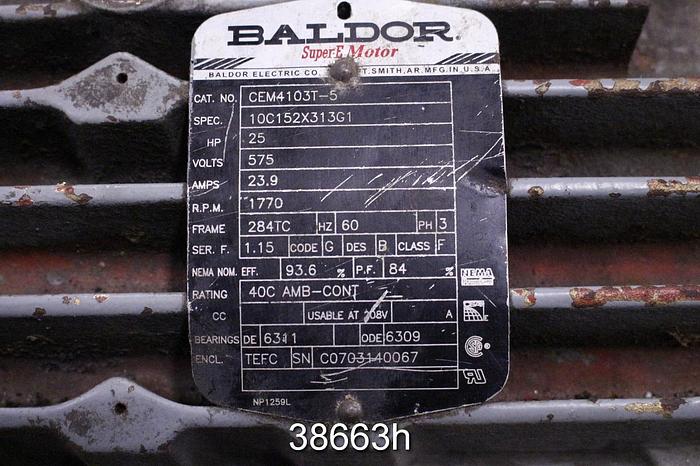 BALDOR
Super-E Motor
BALDOR ELECTRIC CO. FT.SMITH,AR.MFG.IN U.S.A.
CAT. NO. CEM4103T-5
SPEC. 10C152X313G1
HP 25
VOLTS 575
AMPS 23.9
R.P.M. 1770
FRAME 284TC HZ 60 PH 3
SER. F. 1.15 CODE G DES B CLASS F
NEMA NOM. EFF. 93.6 % P.F. 84 %
NEMA
RATING 40C AMB-CONT
CC USABLE AT 208V A
BEARINGS DE 6311 ODE 6309
ENCL. TEFC SN C0703140067
NP1259L
38663h